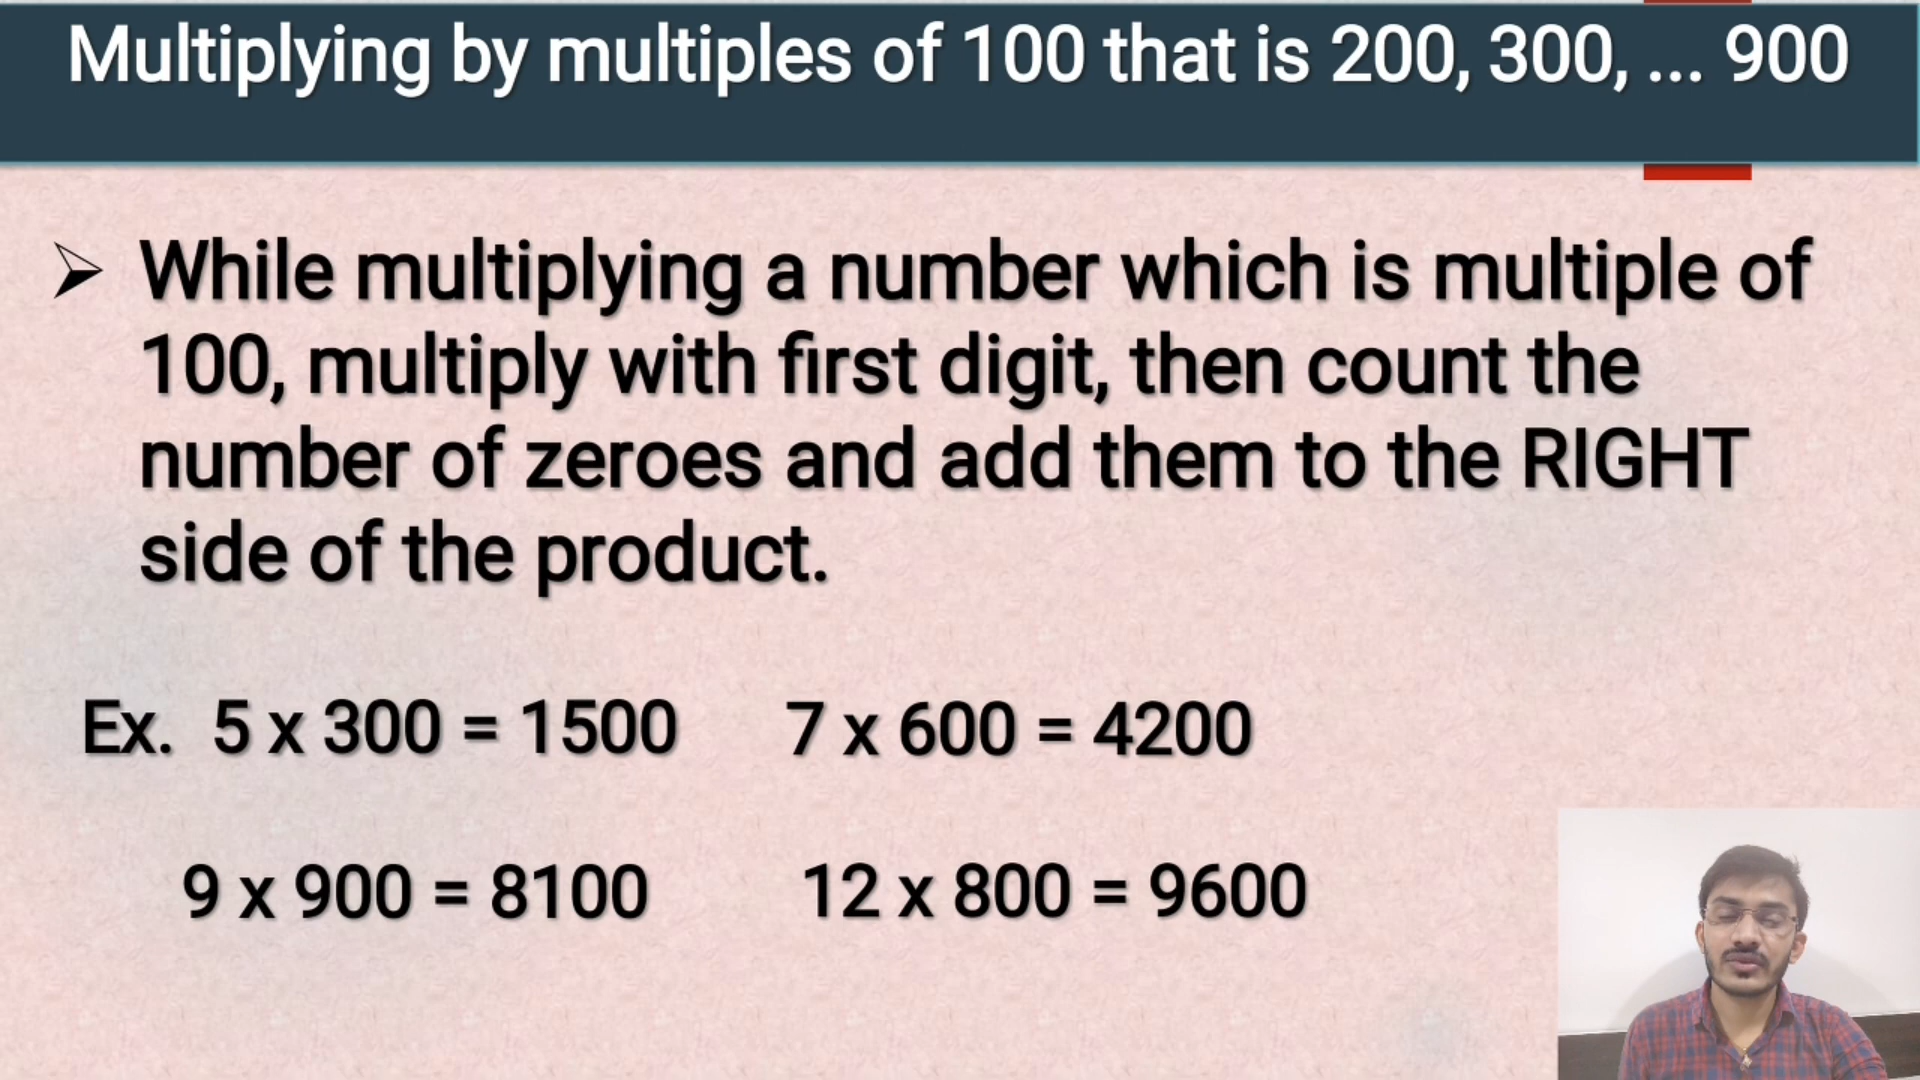 Multiplying by multiples of 100 that is 200, 300, ... 900
While multiplying a number which is multiple of
100, multiply with first digit, then count the
number of zeroes and add them to the RIGHT
side of the product.
Ex. 5 x 300 = 1500 7 x 600 = 4200
9 x 900 = 8100 12 x 800 = 9600